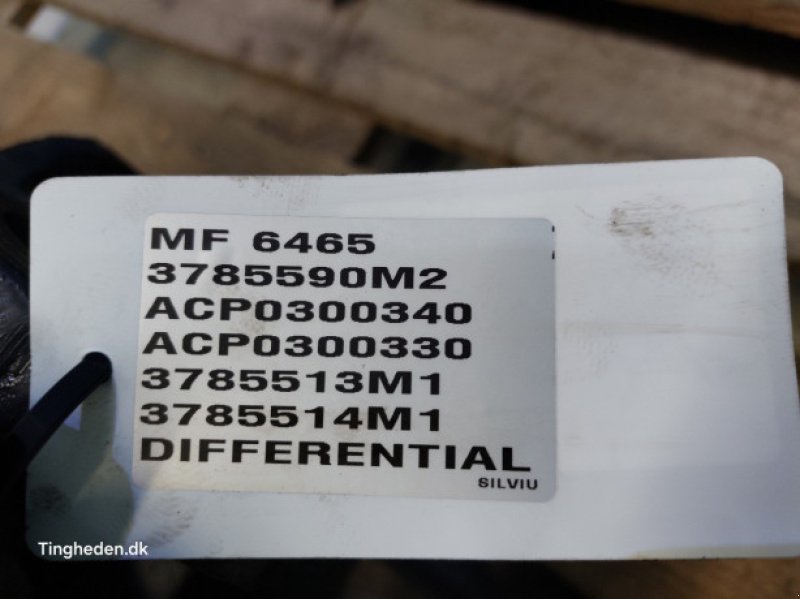 MF 6465
3785590M2
ACP0300340
ACP0300330
3785513M1
3785514M1
DIFFERENTIAL
SILVIU
Tingheden.dk